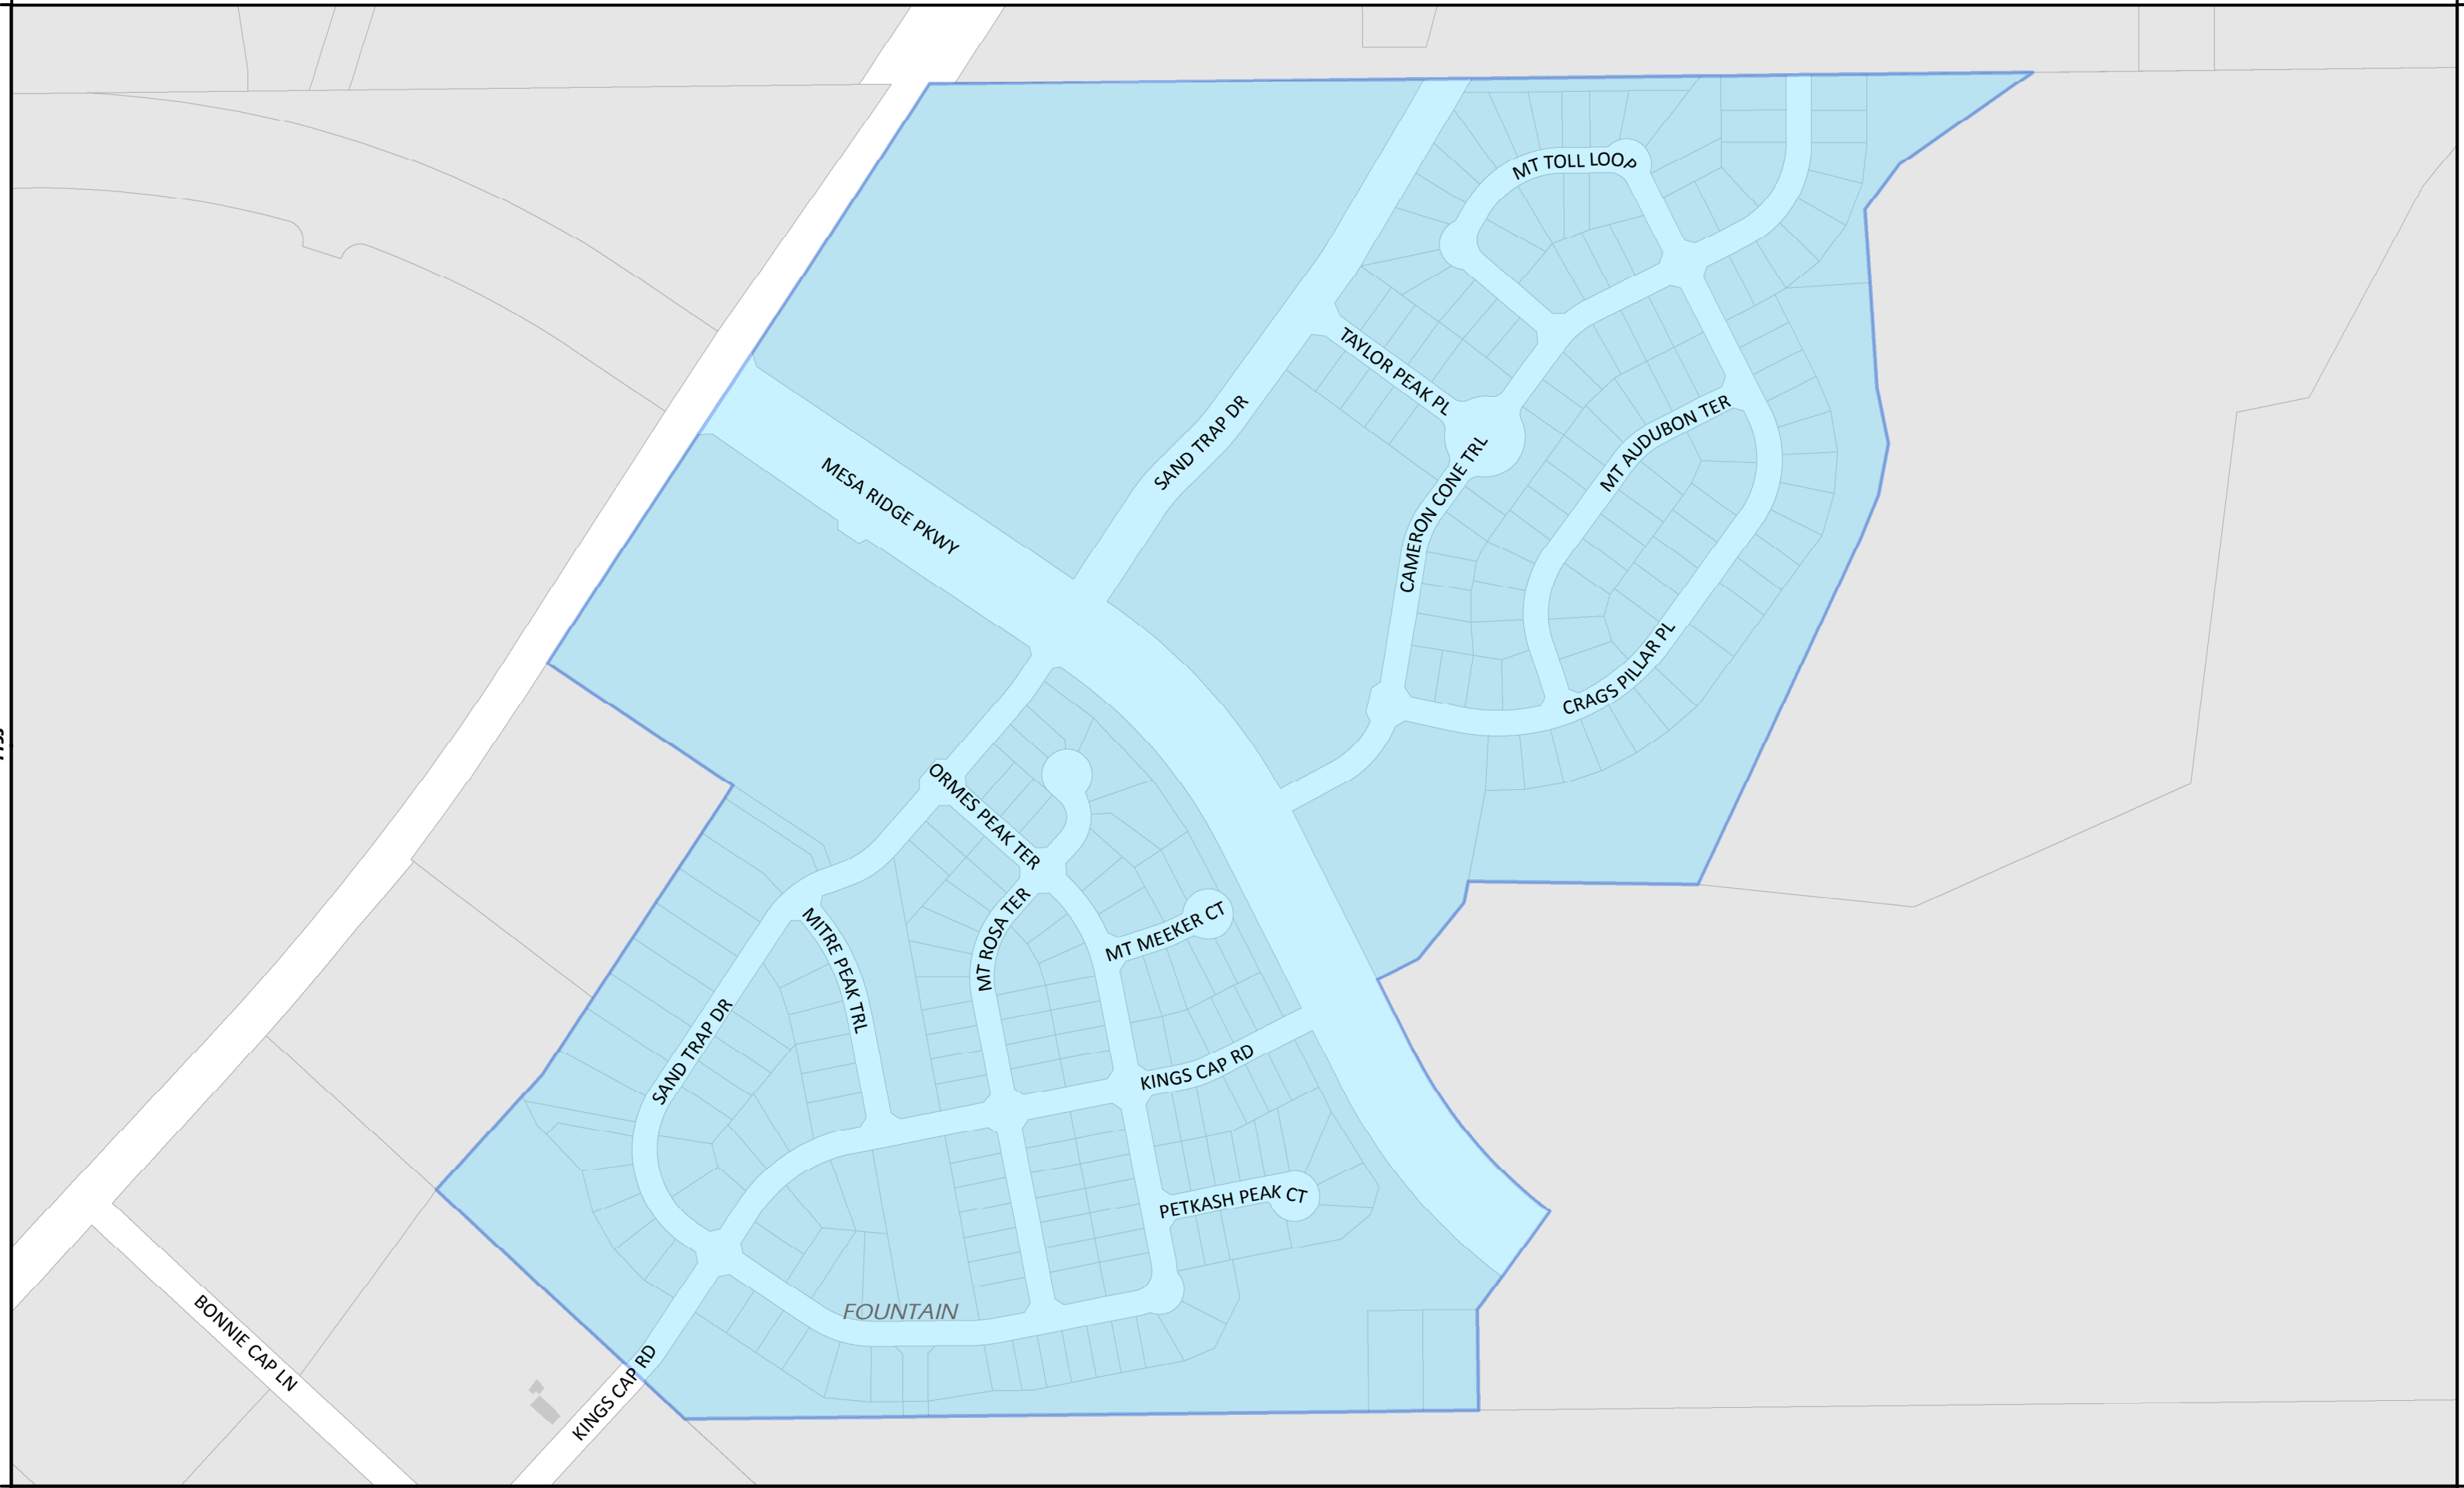 MT TOLL LOOP
TAYLOR PEAK PL
SAND TRAP DR
MT AUDUBON TER
CAMERON CONE TRL
MESA RIDGE PKWY
CRAGS PILLAR PL
ORMES PEAK TER
MT ROSA TER
MT MEEKER CT
MITRE PEAK TRL
SAND TRAP DR
KINGS CAP RD
PETKASH PEAK CT
FOUNTAIN
BONNIE CAP LN
KINGS CAP RD